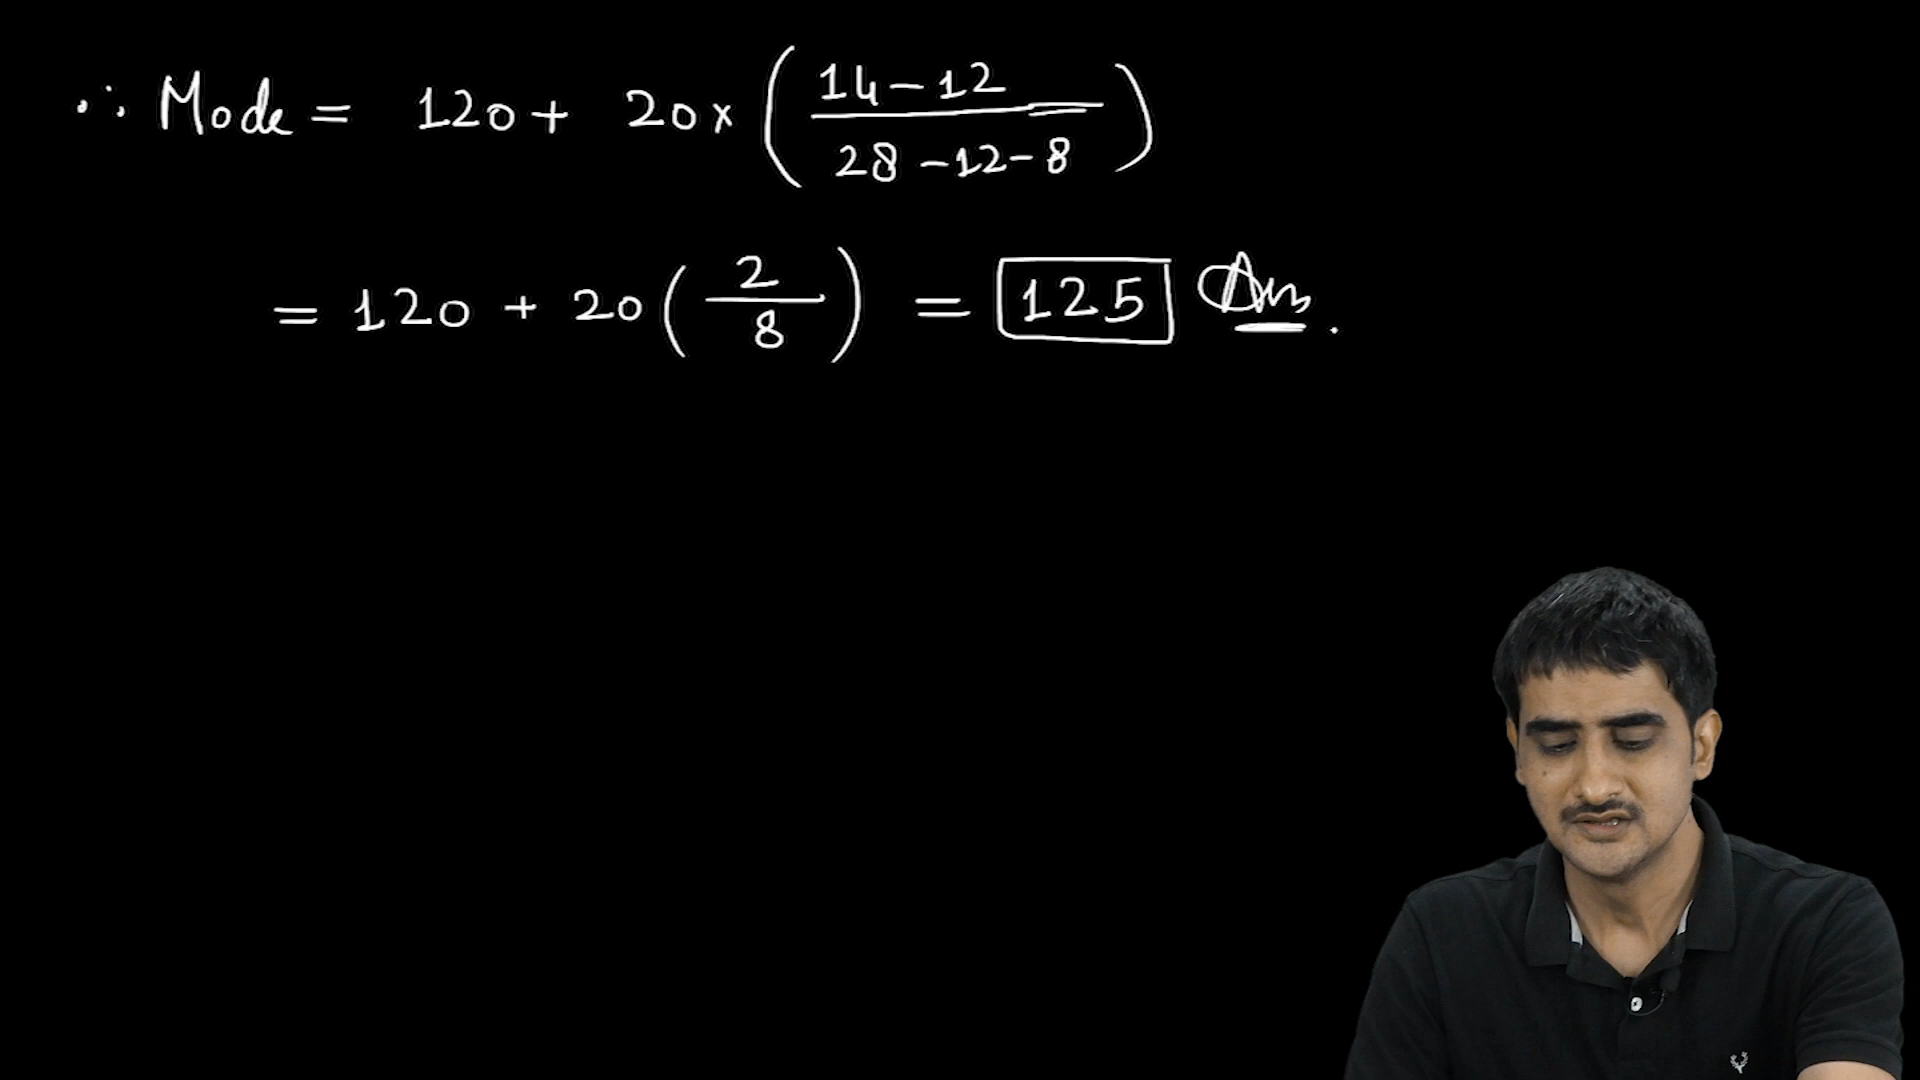 ∴ Mode = 120 + 20 × ( (14 - 12) / (28 - 12 - 8) )
= 120 + 20 ( 2 / 8 ) = 125 Ans.